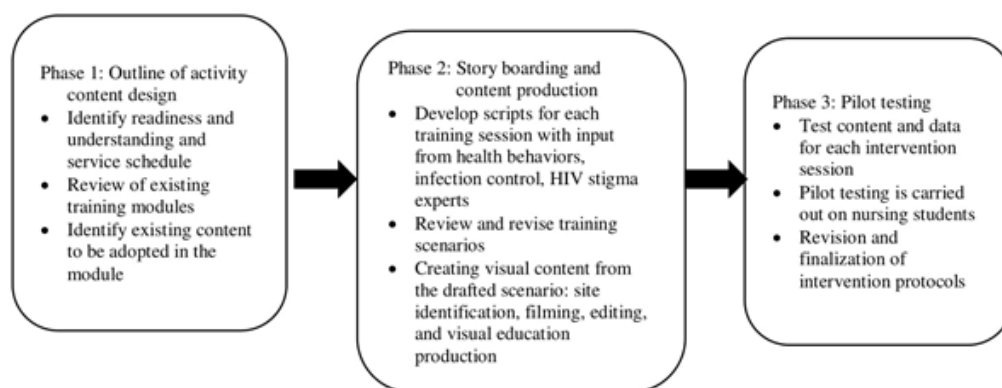 Phase 1: Outline of activity
content design
• Identify readiness and
understanding and
service schedule
• Review of existing
training modules
• Identify existing content
to be adopted in the
module
Phase 2: Story boarding and
content production
• Develop scripts for each
training session with input
from health behaviors,
infection control, HIV stigma
experts
• Review and revise training
scenarios
• Creating visual content from
the drafted scenario: site
identification, filming, editing,
and visual education
production
Phase 3: Pilot testing
• Test content and data
for each intervention
session
• Pilot testing is carried
out on nursing students
• Revision and
finalization of
intervention protocols